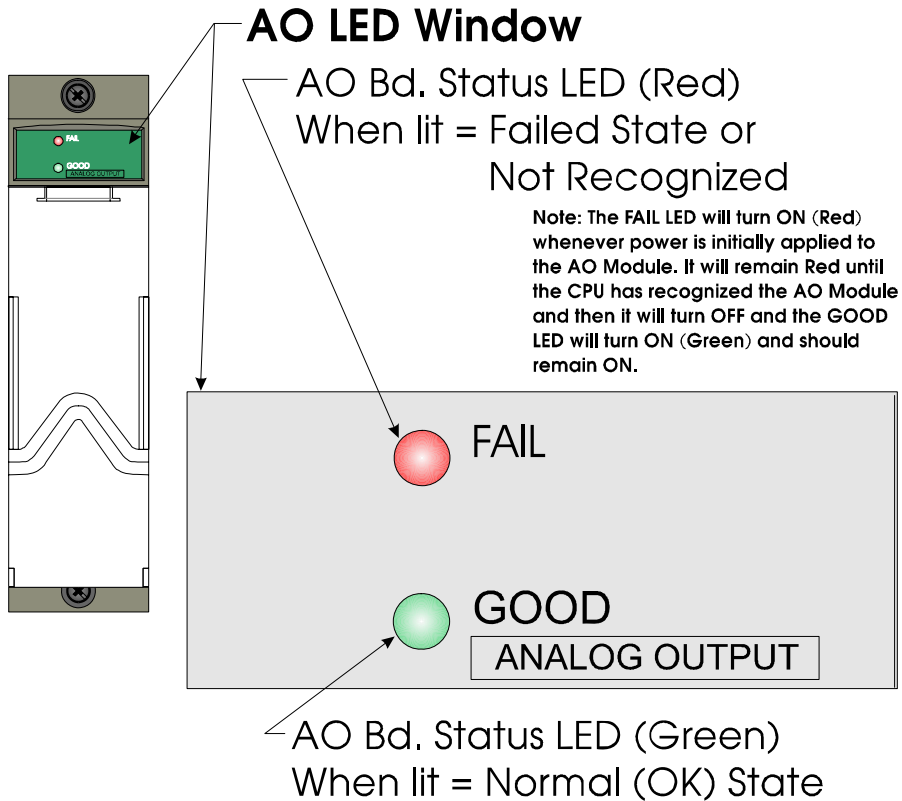 AO LED Window
AO Bd. Status LED (Red)
When lit = Failed State or
Not Recognized
Note: The FAIL LED will turn ON (Red)
whenever power is initially applied to
the AO Module. It will remain Red until
the CPU has recognized the AO Module
and then it will turn OFF and the GOOD
LED will turn ON (Green) and should
remain ON.
FAIL
GOOD
ANALOG OUTPUT
FAIL
GOOD
ANALOG OUTPUT
AO Bd. Status LED (Green)
When lit = Normal (OK) State